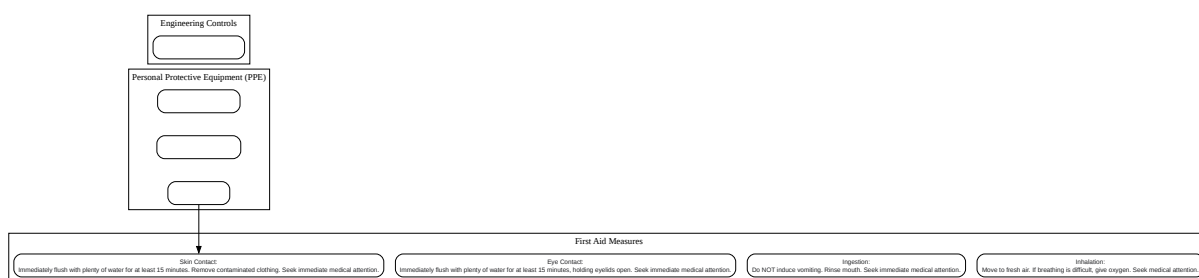 Engineering Controls
Personal Protective Equipment (PPE)
First Aid Measures
Skin Contact:
Immediately flush with plenty of water for at least 15 minutes. Remove contaminated clothing. Seek immediate medical attention.
Eye Contact:
Immediately flush with plenty of water for at least 15 minutes, holding eyelids open. Seek immediate medical attention.
Ingestion:
Do NOT induce vomiting. Rinse mouth. Seek immediate medical attention.
Inhalation:
Move to fresh air. If breathing is difficult, give oxygen. Seek medical attention.